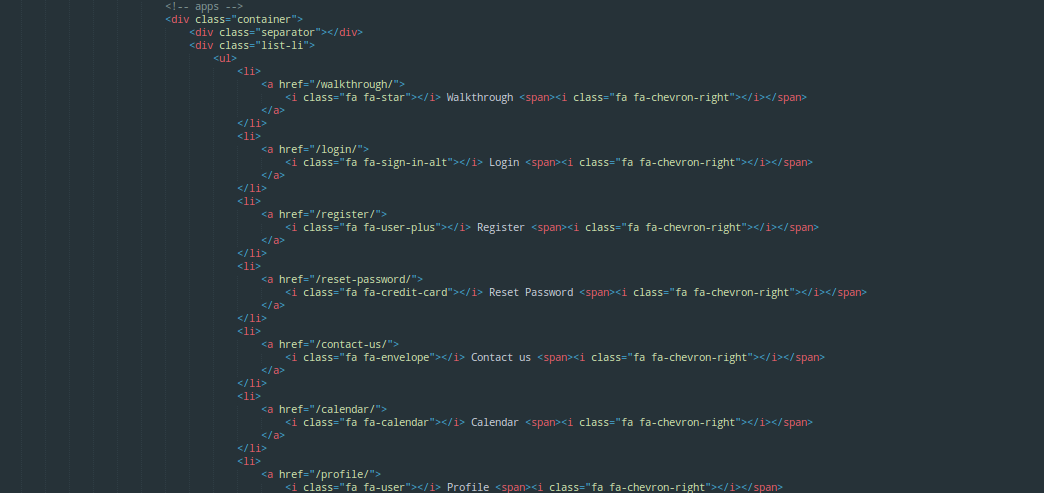 <!-- apps -->
<div class="container">
<div class="separator"></div>
<div class="list-li">
<ul>
<li>
<a href="/walkthrough/">
<i class="fa fa-star"></i> Walkthrough <span><i class="fa fa-chevron-right"></i></span>
</a>
</li>
<li>
<a href="/login/">
<i class="fa fa-sign-in-alt"></i> Login <span><i class="fa fa-chevron-right"></i></span>
</a>
</li>
<li>
<a href="/register/">
<i class="fa fa-user-plus"></i> Register <span><i class="fa fa-chevron-right"></i></span>
</a>
</li>
<li>
<a href="/reset-password/">
<i class="fa fa-credit-card"></i> Reset Password <span><i class="fa fa-chevron-right"></i></span>
</a>
</li>
<li>
<a href="/contact-us/">
<i class="fa fa-envelope"></i> Contact us <span><i class="fa fa-chevron-right"></i></span>
</a>
</li>
<li>
<a href="/calendar/">
<i class="fa fa-calendar"></i> Calendar <span><i class="fa fa-chevron-right"></i></span>
</a>
</li>
<li>
<a href="/profile/">
<i class="fa fa-user"></i> Profile <span><i class="fa fa-chevron-right"></i></span>